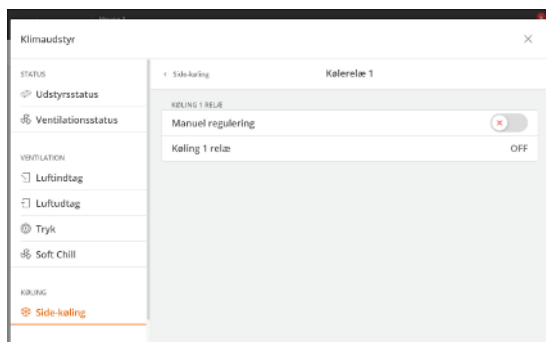 Klimaudstyr
STATUS
Udstyrsstatus
Ventilationsstatus
VENTILATION
Luftindtag
Luftudtag
Tryk
Soft Chill
KØLING
Side-køling
Side-køling
Kølerelæ 1
KØLING 1 RELÆ
Manuel regulering
Køling 1 relæ
OFF